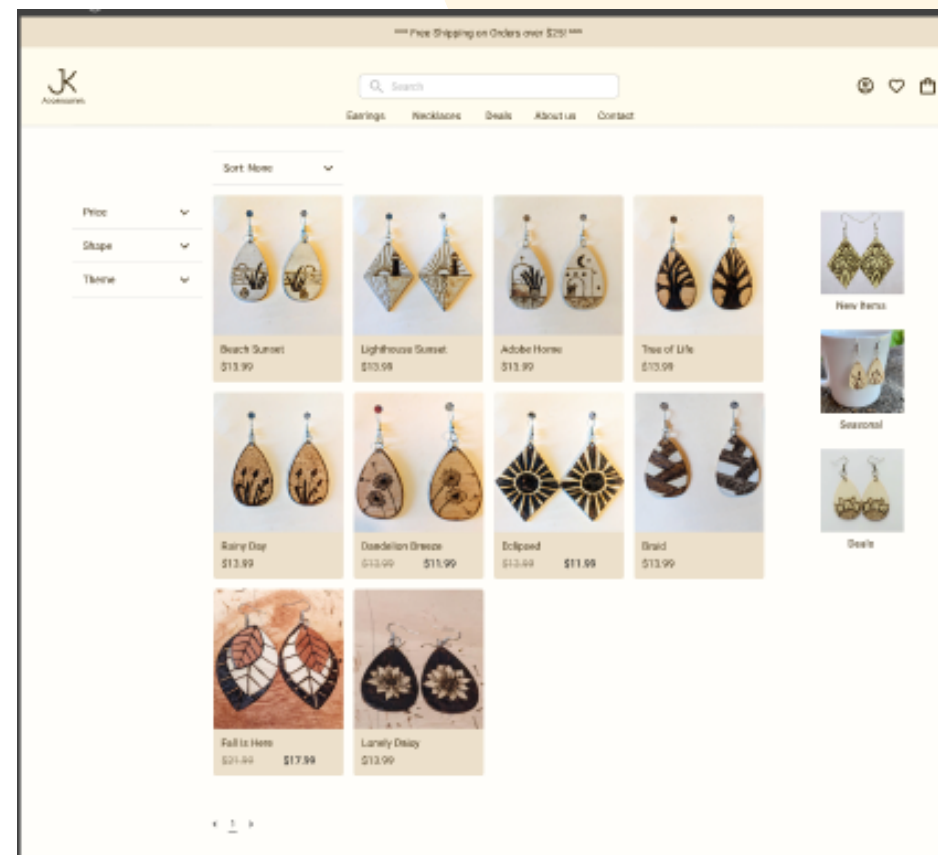 *** Free Shipping on Orders over $25! ***
JK
Accessories
Search
Earrings Necklaces Deals About us Contact
Sort: None
Price
Shape
Theme
Beach Sunset
$13.99
Lighthouse Sunset
$13.99
Adobe Home
$13.99
Tree of Life
$13.99
New Items
Seasonal
Deals
Rainy Day
$13.99
Dandelion Breeze
$13.99 $11.99
Eclipsed
$13.99 $11.99
Braid
$13.99
Fall is Here
$21.99 $17.99
Lonely Daisy
$13.99
1